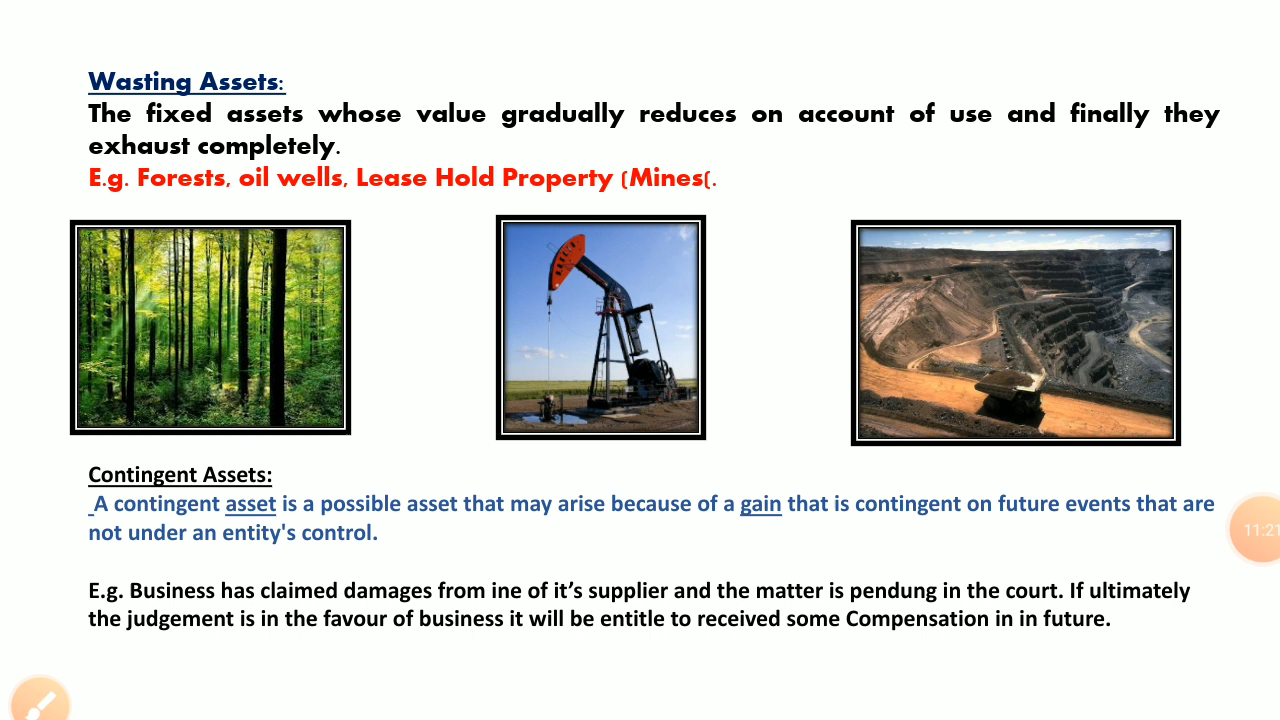 Wasting Assets:
The fixed assets whose value gradually reduces on account of use and finally they
exhaust completely.
E.g. Forests, oil wells, Lease Hold Property (Mines(.
Contingent Assets:
A contingent asset is a possible asset that may arise because of a gain that is contingent on future events that are
not under an entity's control.
11:21
E.g. Business has claimed damages from ine of it’s supplier and the matter is pendung in the court. If ultimately
the judgement is in the favour of business it will be entitle to received some Compensation in in future.